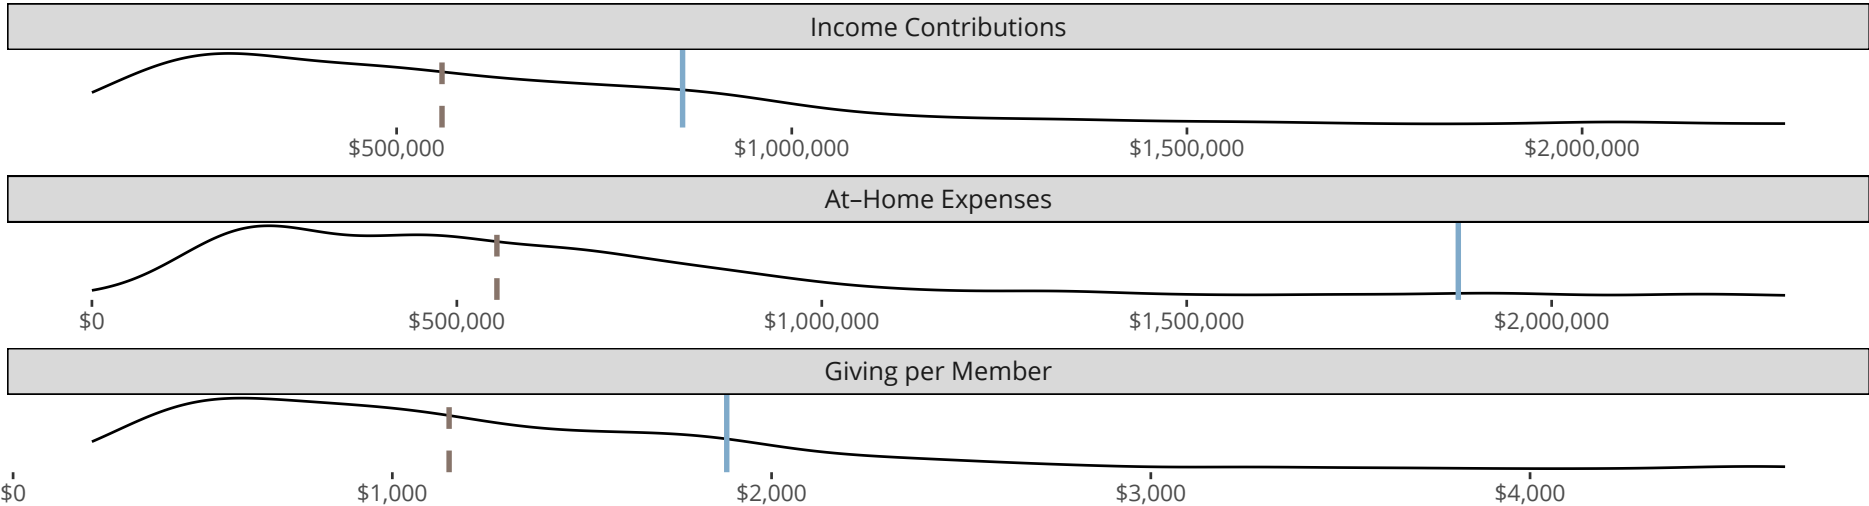 Income Contributions
$500,000 $1,000,000 $1,500,000 $2,000,000
At–Home Expenses
$0 $500,000 $1,000,000 $1,500,000 $2,000,000
Giving per Member
$0 $1,000 $2,000 $3,000 $4,000